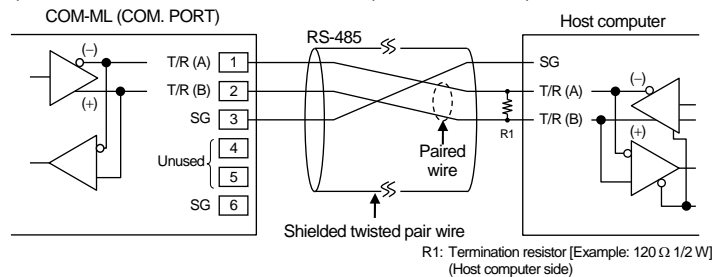 COM-ML (COM. PORT)
Host computer
RS-485
(-)
T/R (A) 1
T/R (B) 2
(+)
SG 3
4
Unused
5
SG 6
SG
T/R (A)
(-)
T/R (B)
R1
(+)
Paired
wire
Shielded twisted pair wire
R1: Termination resistor [Example: 120 Ω 1/2 W]
(Host computer side)